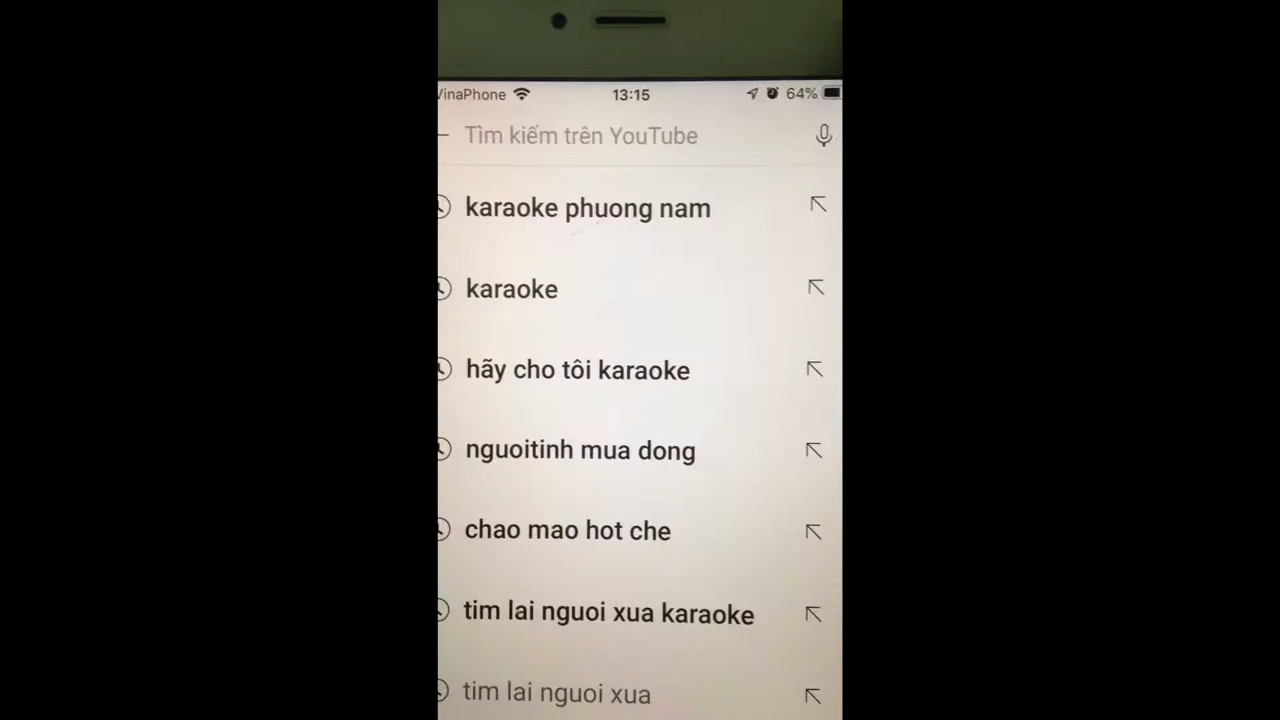 VinaPhone 13:15 64%
Tìm kiếm trên YouTube
karaoke phuong nam
karaoke
hãy cho tôi karaoke
nguoitinh mua dong
chao mao hot che
tim lai nguoi xua karaoke
tim lai nguoi xua